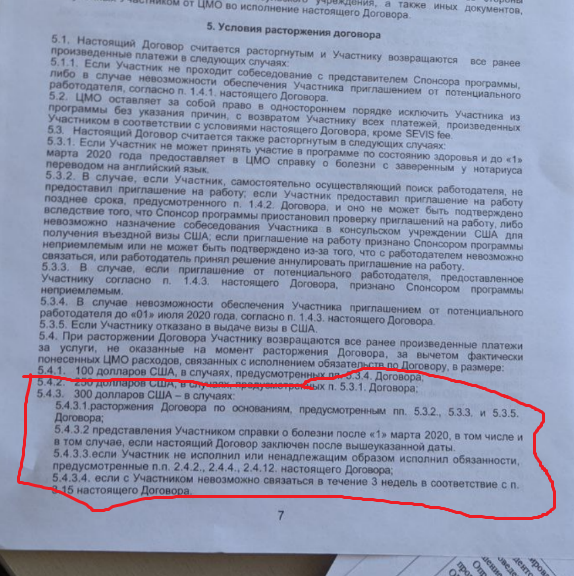 Участником от ЦМО во исполнение настоящего Договора.
учреждения, а также иных документов,
5. Условия расторжения договора
5.1. Настоящий Договор считается расторгнутым и Участнику возвращаются все ранее
произведенные платежи в следующих случаях:
5.1.1. Если Участник не проходит собеседование с представителем Спонсора программы,
либо в случае невозможности обеспечения Участника приглашением от потенциального
работодателя, согласно п. 1.4.1. настоящего Договора.
5.2. ЦМО оставляет за собой право в одностороннем порядке исключить Участника из
программы без указания причин, с возвратом Участнику всех платежей, произведенных
Участником в соответствии с условиями настоящего Договора, кроме SEVIS fee.
5.3. Настоящий Договор считается также расторгнутым в следующих случаях:
5.3.1. Если Участник не может принять участие в программе по состоянию здоровья и до «1»
марта 2020 года предоставляет в ЦМО справку о болезни с заверенным у нотариуса
переводом на английский язык.
5.3.2. В случае, если Участник, самостоятельно осуществляющий поиск работодателя, не
предоставил приглашение на работу; если Участник предоставил приглашение на работу
позднее срока, предусмотренного п. 1.4.2. Договора, и оно не может быть подтверждено
вследствие того, что Спонсор программы приостановил проверку приглашений на работу, либо
невозможно назначение собеседования Участника в консульском учреждении США для
получения въездной визы США; если приглашение на работу признано Спонсором программы
неприемлемым или не может быть подтверждено из-за того, что с работодателем невозможно
связаться, или работодатель принял решение аннулировать приглашение на работу.
5.3.3. В случае, если приглашение от потенциального работодателя, предоставленное
Участнику согласно п. 1.4.3. настоящего Договора, признано Спонсором программы
неприемлемым.
5.3.4. В случае невозможности обеспечения Участника приглашением от потенциального
работодателя до «01» июля 2020 года, согласно п. 1.4.3. настоящего Договора.
5.3.5. Если Участнику отказано в выдаче визы в США.
5.4. При расторжении Договора Участнику возвращаются все ранее произведенные платежи
за услуги, не оказанные на момент расторжения Договора, за вычетом фактически
понесенных ЦМО расходов, связанных с исполнением обязательств по Договору, в размере:
5.4.1. 100 долларов США, в случаях, предусмотренных пп. 5.3.4. Договора;
5.4.2. 250 долларов США, в случаях, предусмотренных п. 5.3.1. Договора;
5.4.3. 300 долларов США – в случаях:
5.4.3.1.расторжения Договора по основаниям, предусмотренным пп. 5.3.2., 5.3.3. и 5.3.5.
Договора;
5.4.3.2 представления Участником справки о болезни после «1» марта 2020, в том числе и
в том случае, если настоящий Договор заключен после вышеуказанной даты.
5.4.3.3.если Участник не исполнил или ненадлежащим образом исполнил обязанности,
предусмотренные п.п. 2.4.2., 2.4.4., 2.4.12. настоящего Договора;
5.4.3.4. если с Участником невозможно связаться в течение 3 недель в соответствие с п.
3.15 настоящего Договора.
7